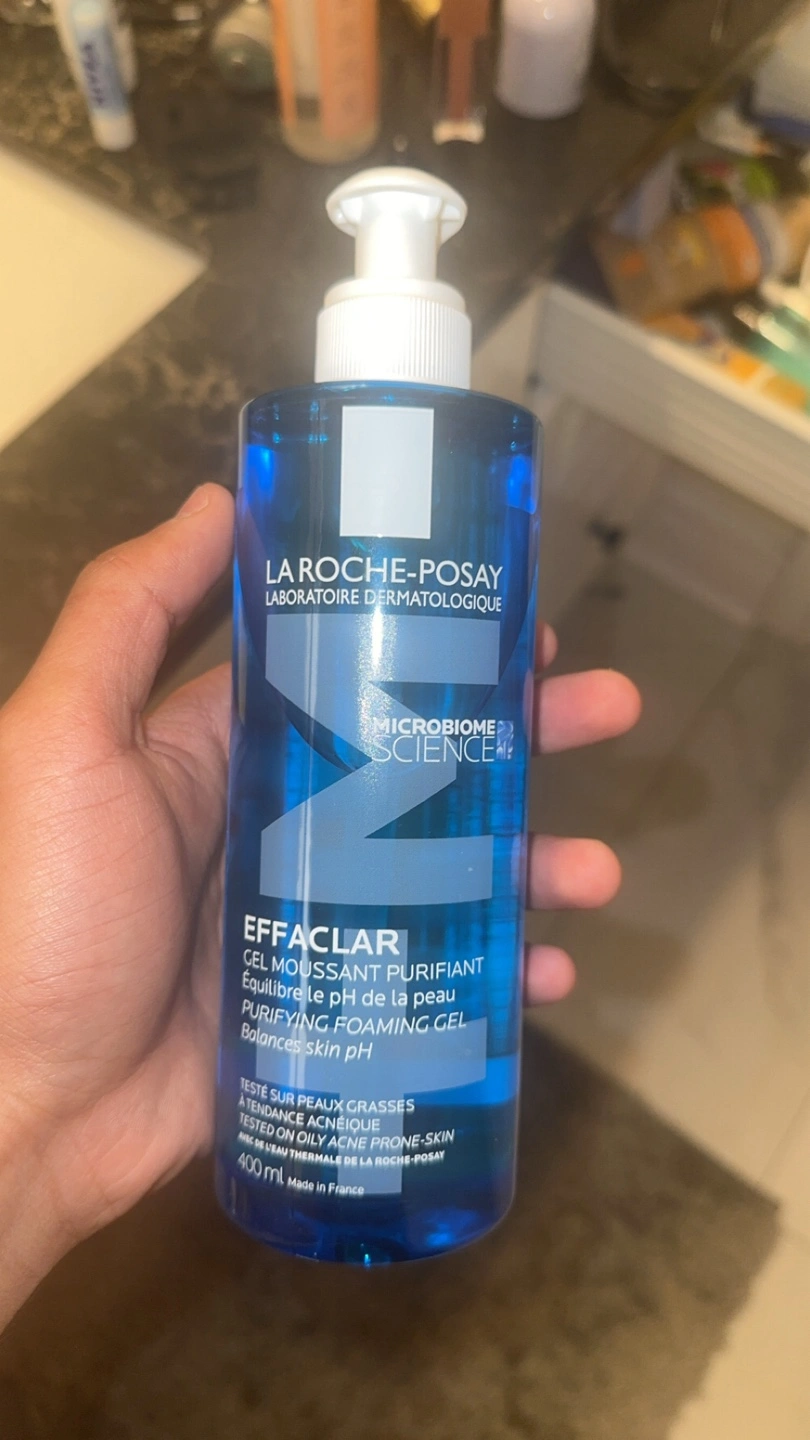 NIVEA
LA ROCHE-POSAY
LABORATOIRE DERMATOLOGIQUE
MICROBIOME
SCIENCE
EFFACLAR
GEL MOUSSANT PURIFIANT
Équilibre le pH de la peau
PURIFYING FOAMING GEL
Balances skin pH
TESTÉ SUR PEAUX GRASSES
À TENDANCE ACNÉIQUE
TESTED ON OILY ACNE PRONE-SKIN
AVEC DE L'EAU THERMALE DE LA ROCHE-POSAY
400 ml Made in France